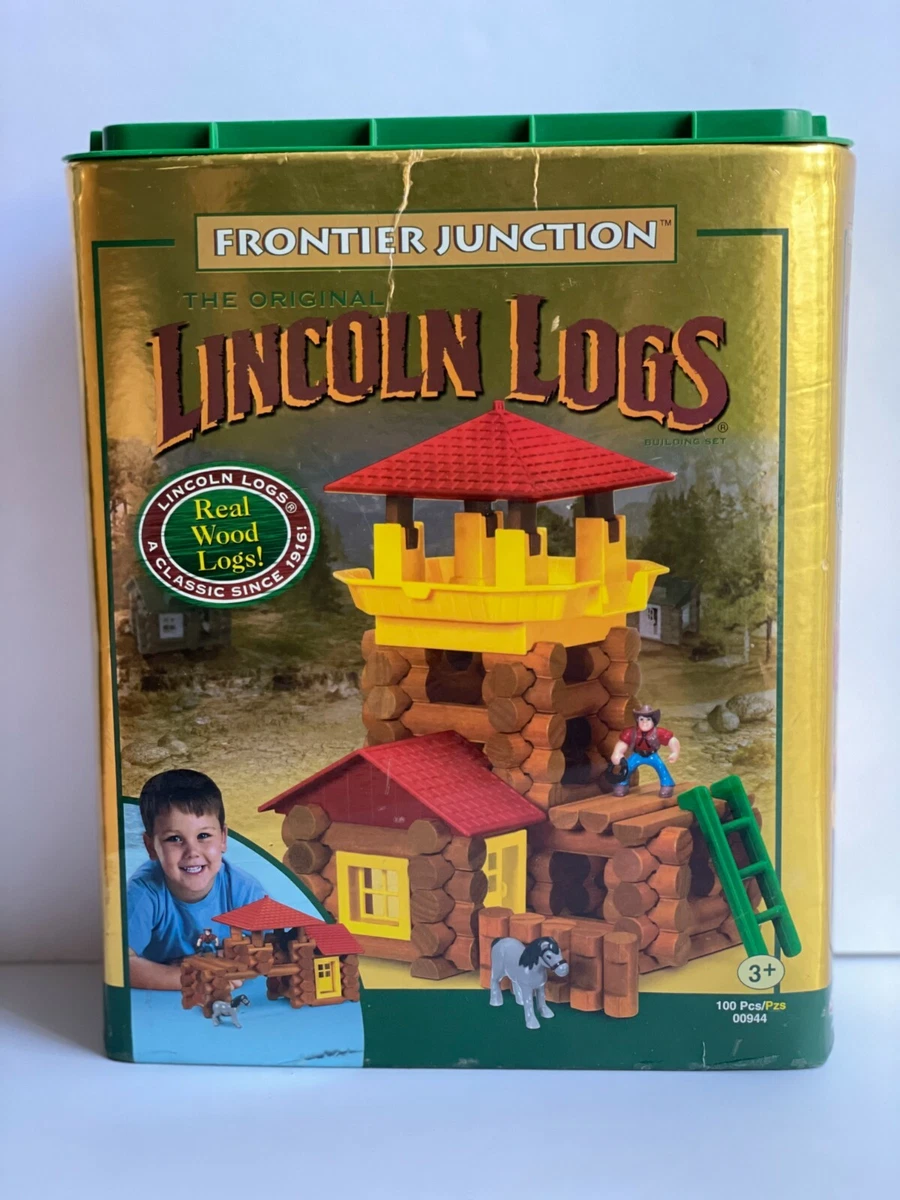 FRONTIER JUNCTION™
THE ORIGINAL
LINCOLN LOGS®
BUILDING SET
LINCOLN LOGS®
Real
Wood
Logs!
A CLASSIC SINCE 1916!
3+
100 Pcs/Pzs
00944